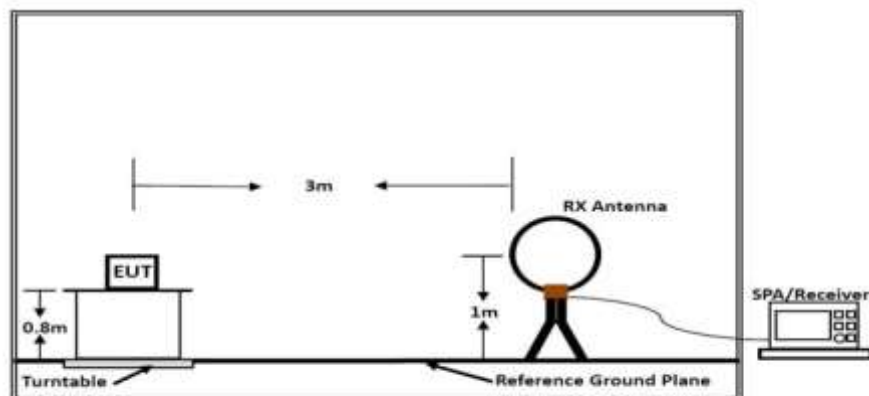 3m
RX Antenna
EUT
SPA/Receiver
0.8m
1m
Turntable
Reference Ground Plane